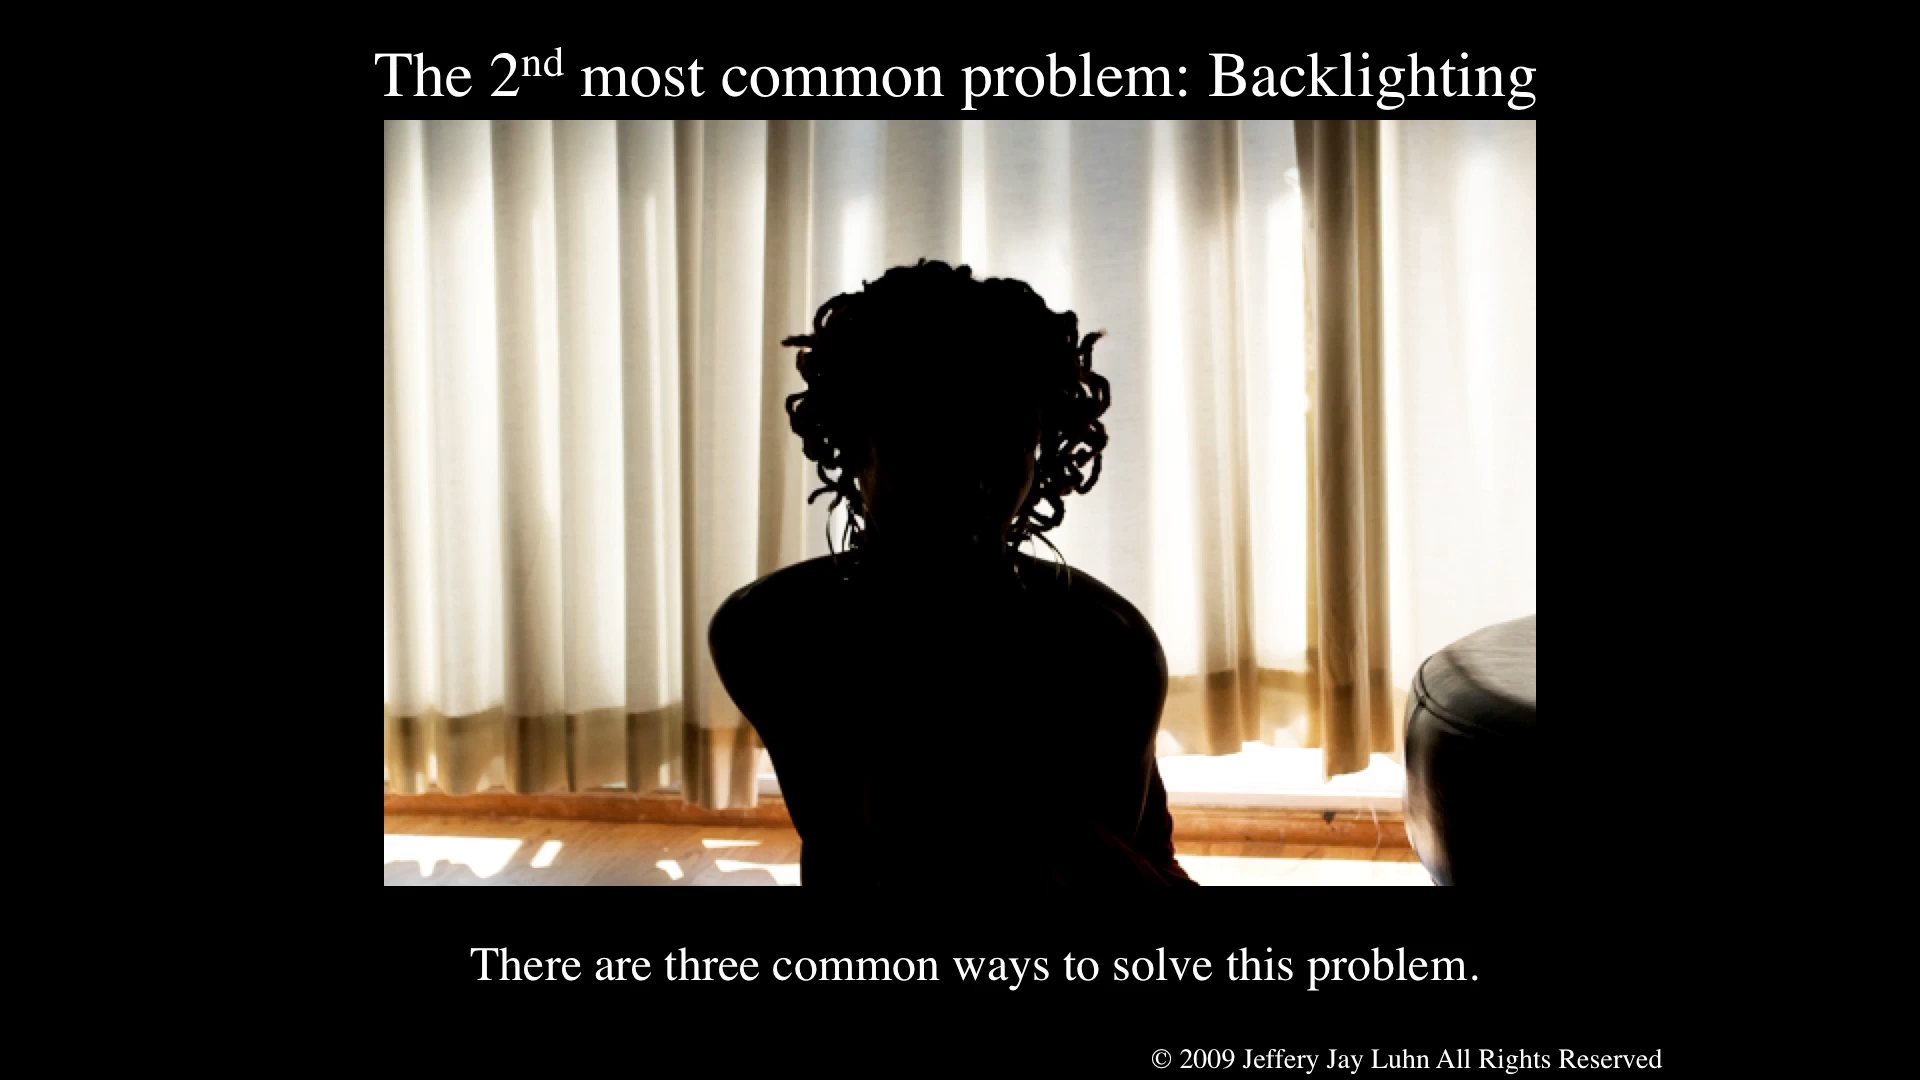 The 2nd most common problem: Backlighting
There are three common ways to solve this problem.
© 2009 Jeffery Jay Luhn All Rights Reserved